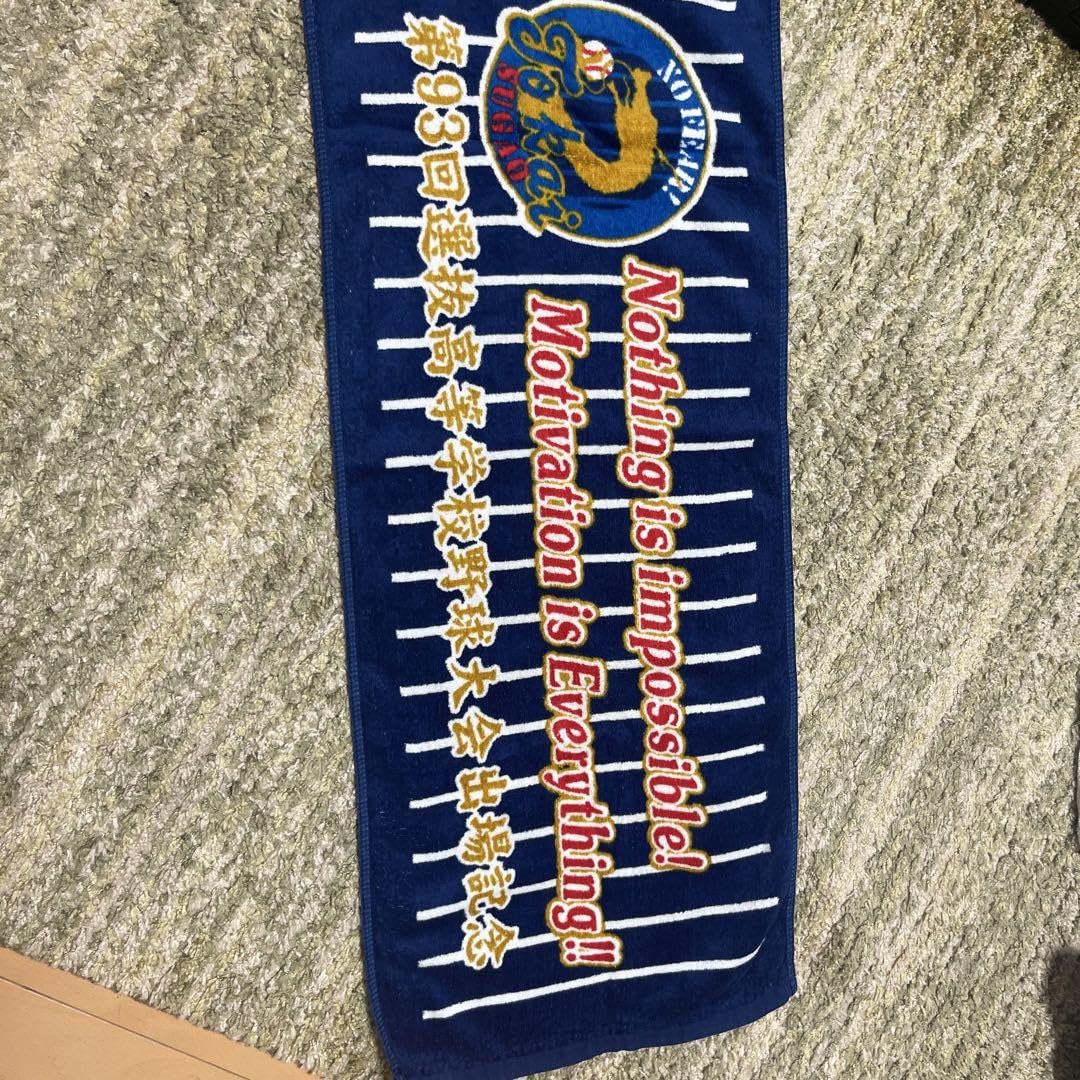 NO FEAR!
Tokai
SUGAO
Nothing is impossible!
Motivation is Everything!!
第93回選抜高等学校野球大会出場記念